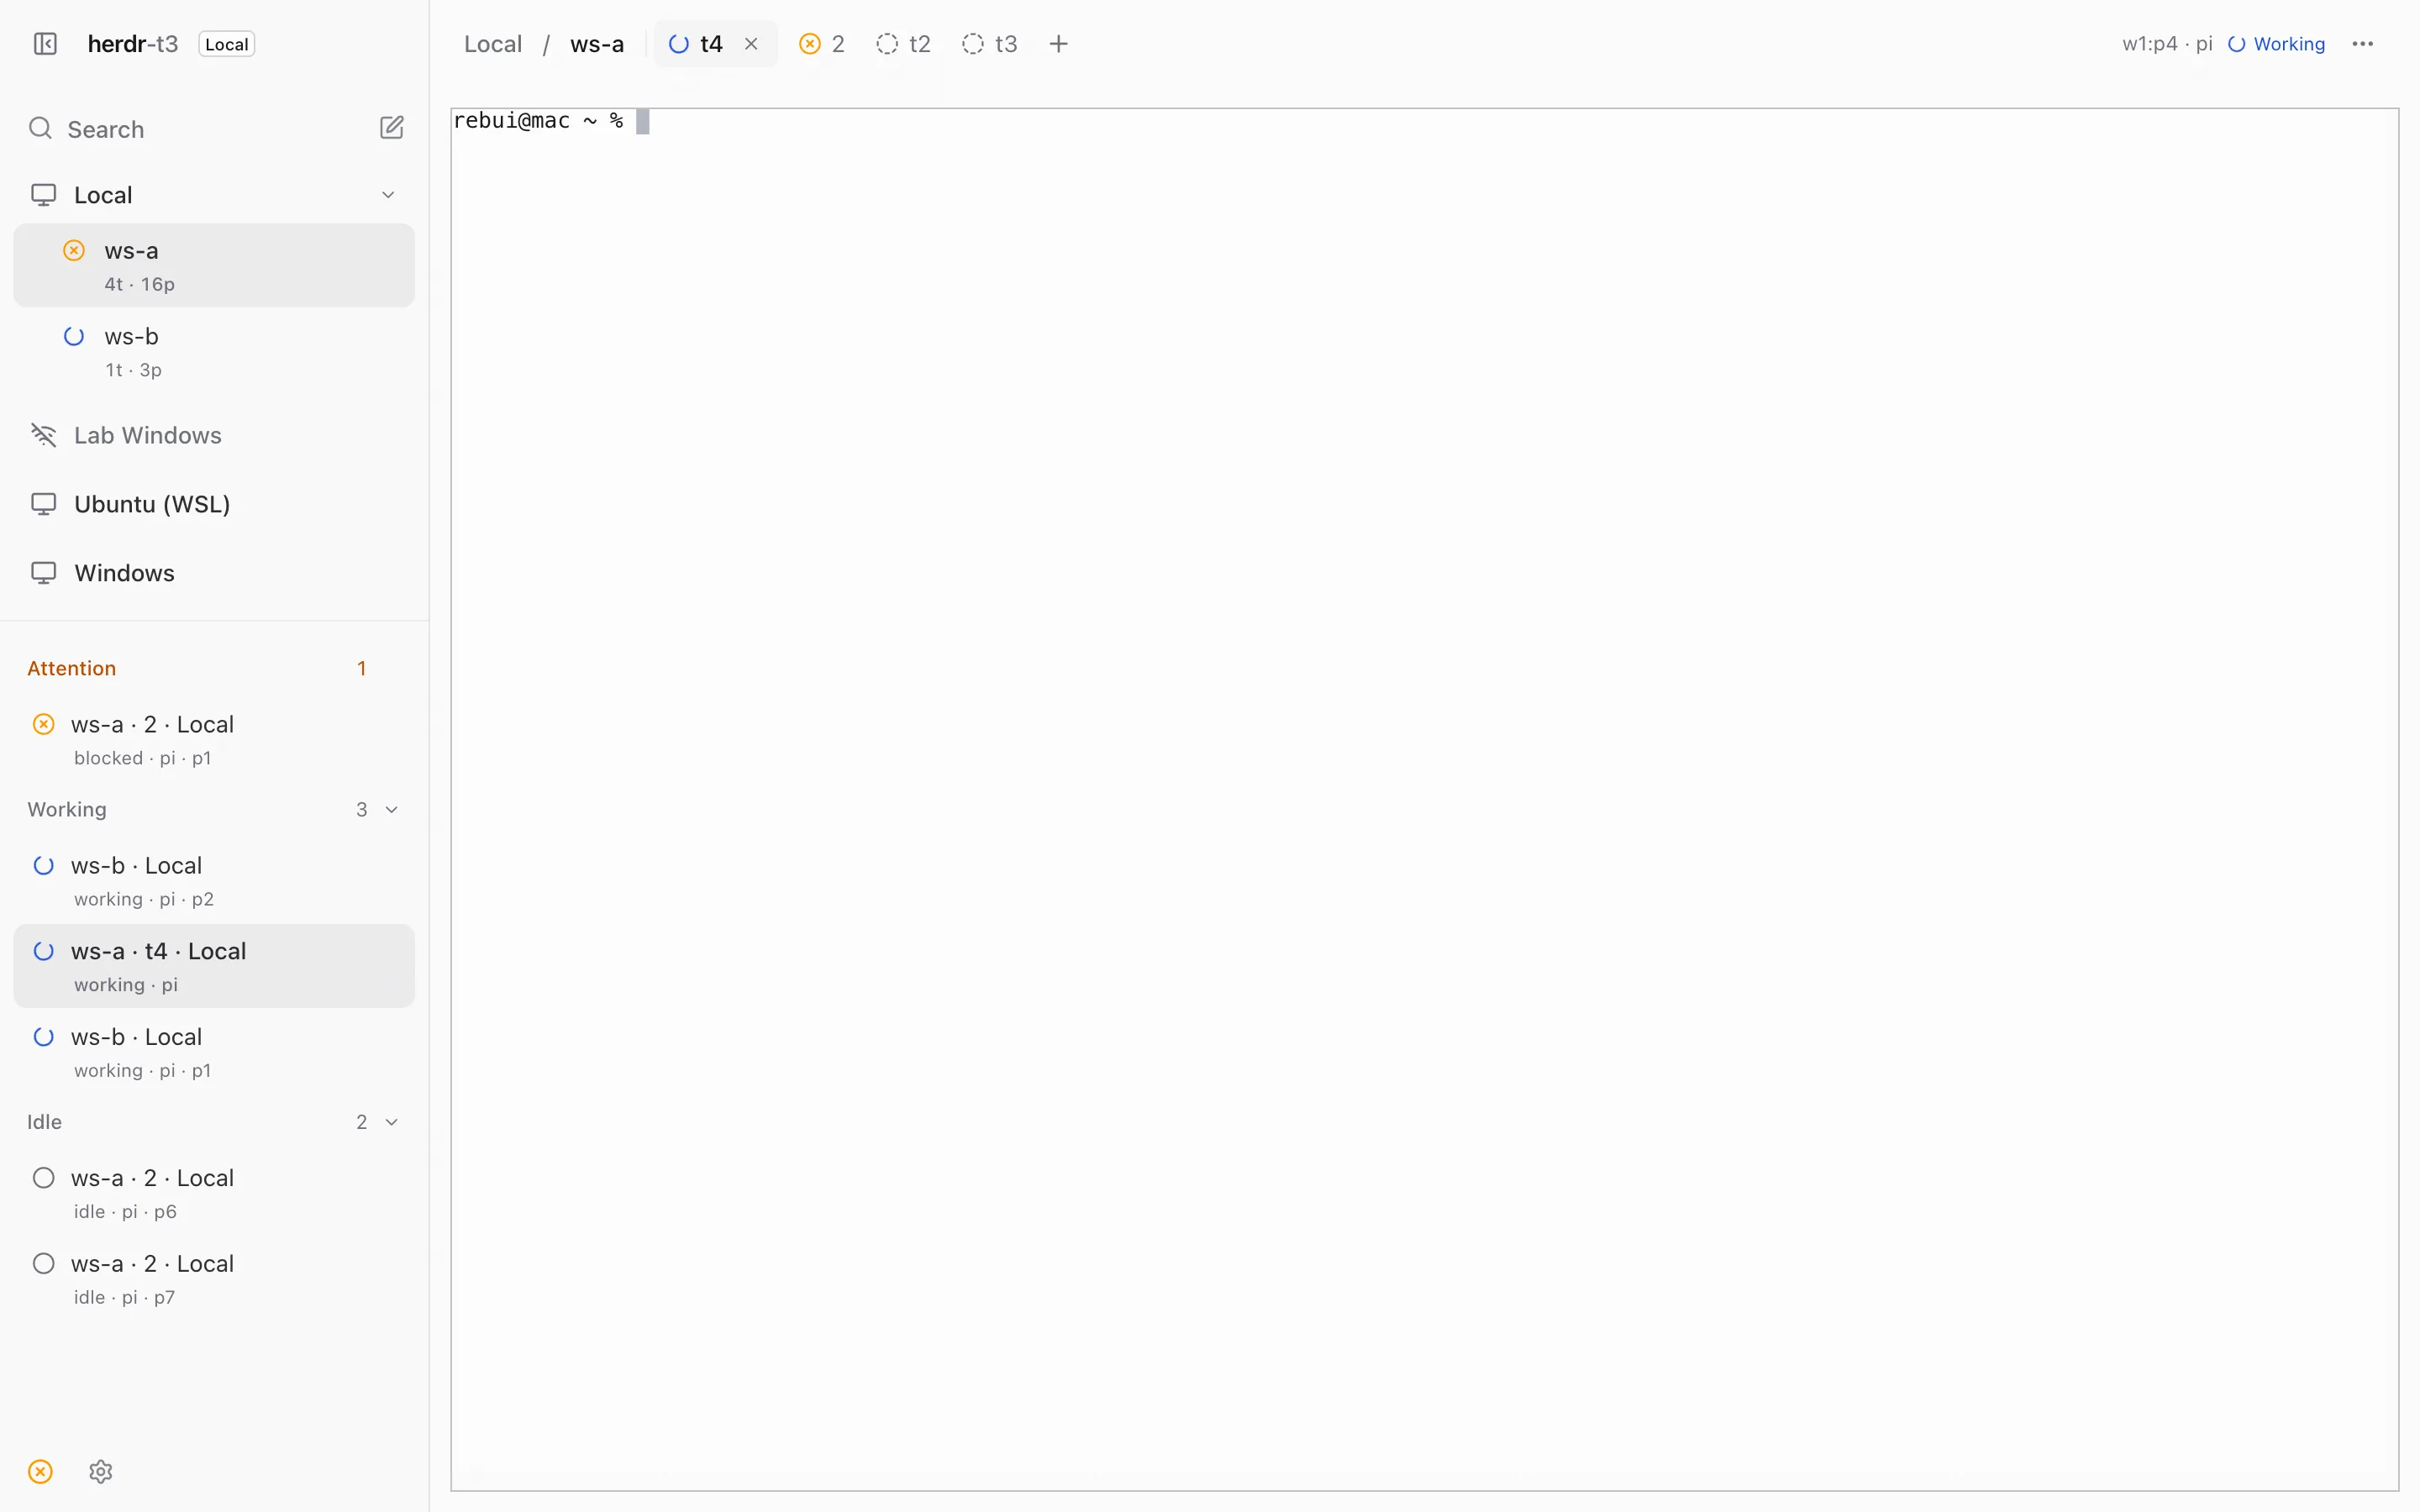 herdr-t3 Local
Search
Local
ws-a
4t · 16p
ws-b
1t · 3p
Lab Windows
Ubuntu (WSL)
Windows
Attention 1
ws-a · 2 · Local
blocked · pi · p1
Working 3
ws-b · Local
working · pi · p2
ws-a · t4 · Local
working · pi
ws-b · Local
working · pi · p1
Idle 2
ws-a · 2 · Local
idle · pi · p6
ws-a · 2 · Local
idle · pi · p7
Local / ws-a t4 2 t2 t3 w1:p4 · pi Working
rebui@mac ~ %